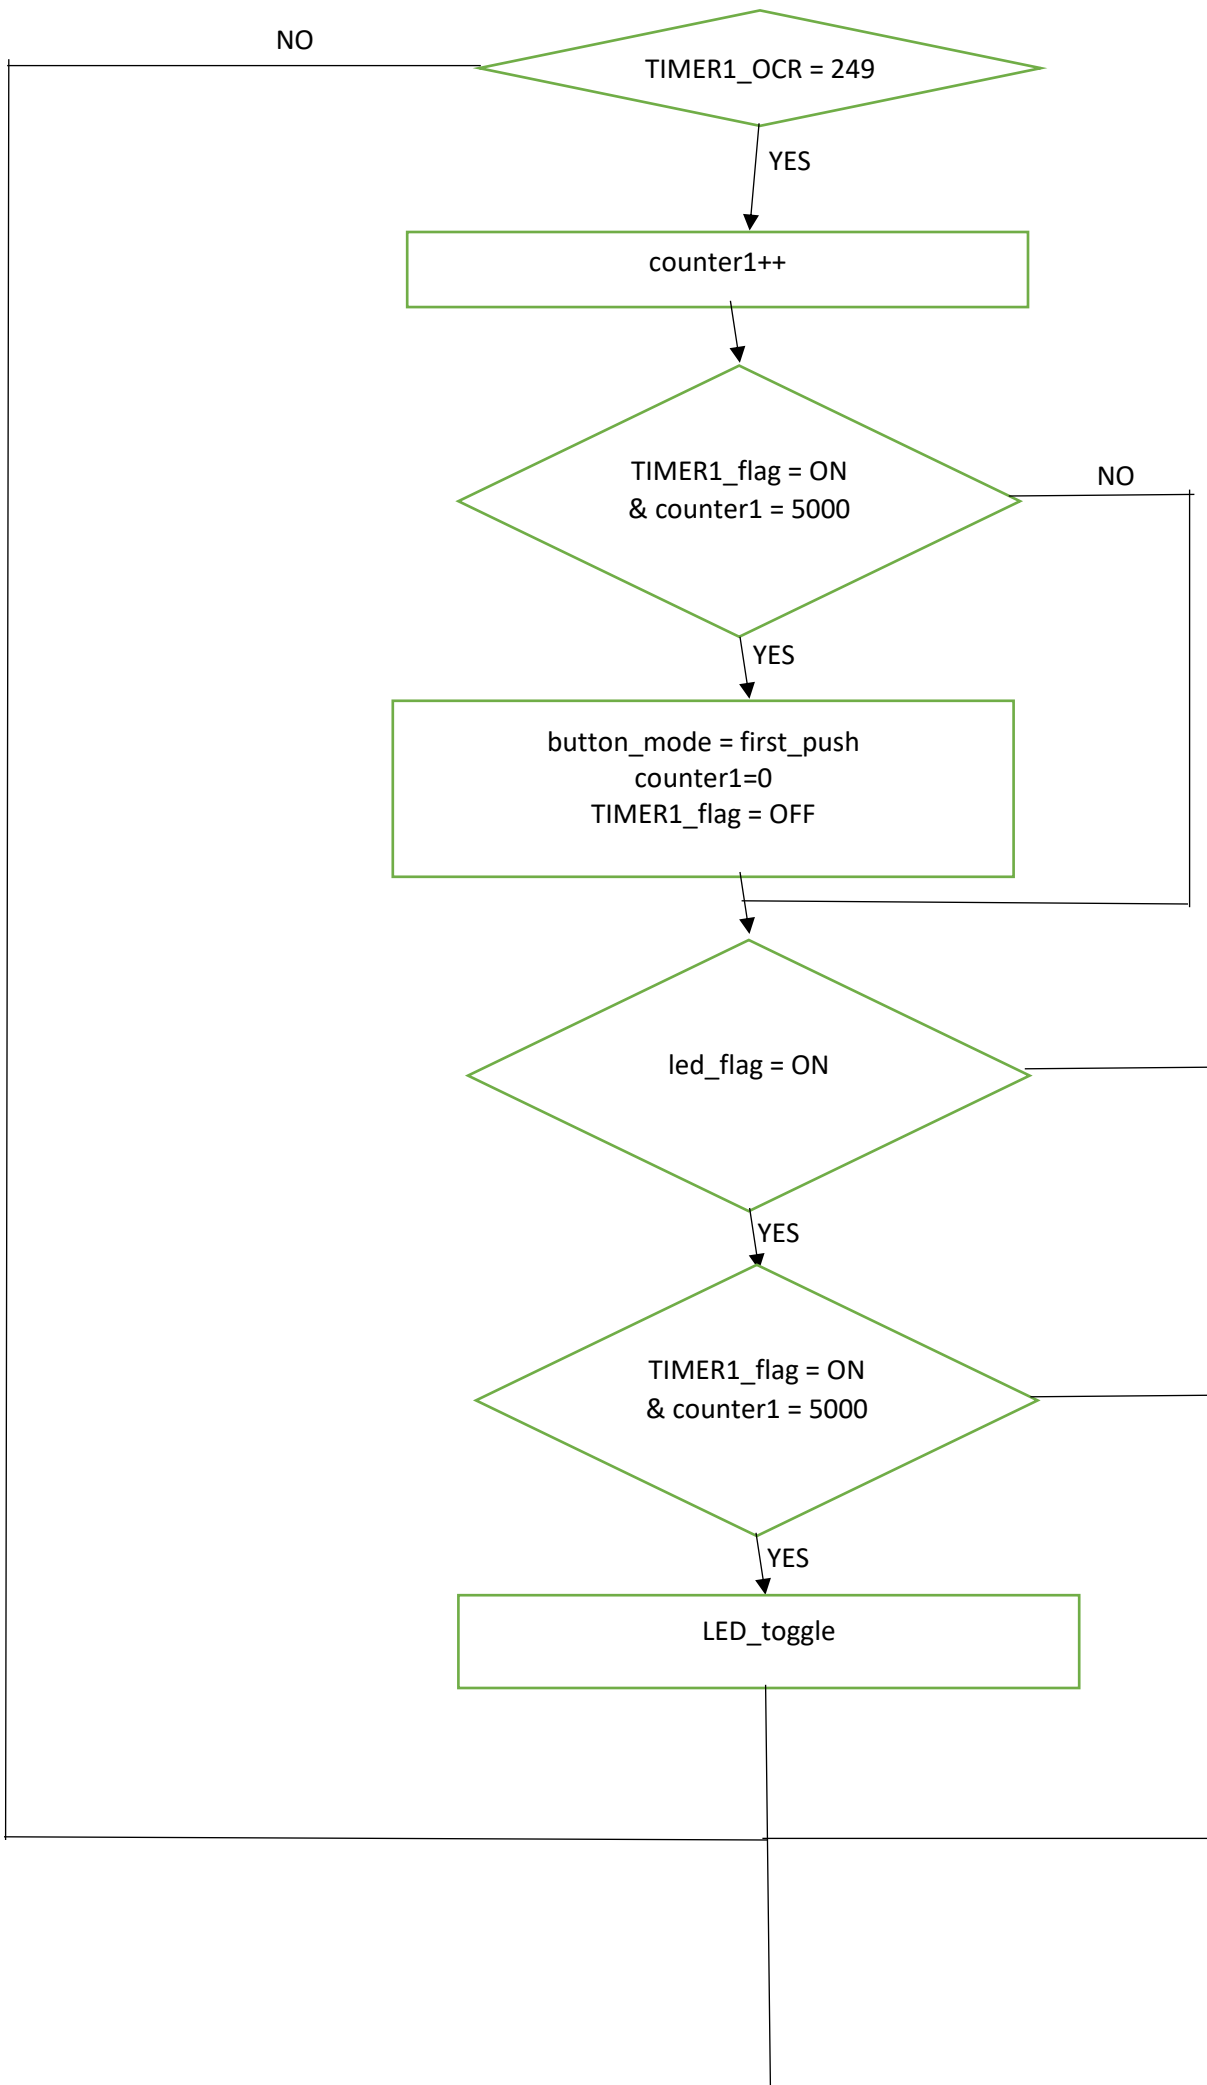 NO
TIMER1_OCR = 249
YES
counter1++
TIMER1_flag = ON
& counter1 = 5000
NO
YES
button_mode = first_push
counter1=0
TIMER1_flag = OFF
led_flag = ON
YES
TIMER1_flag = ON
& counter1 = 5000
YES
LED_toggle